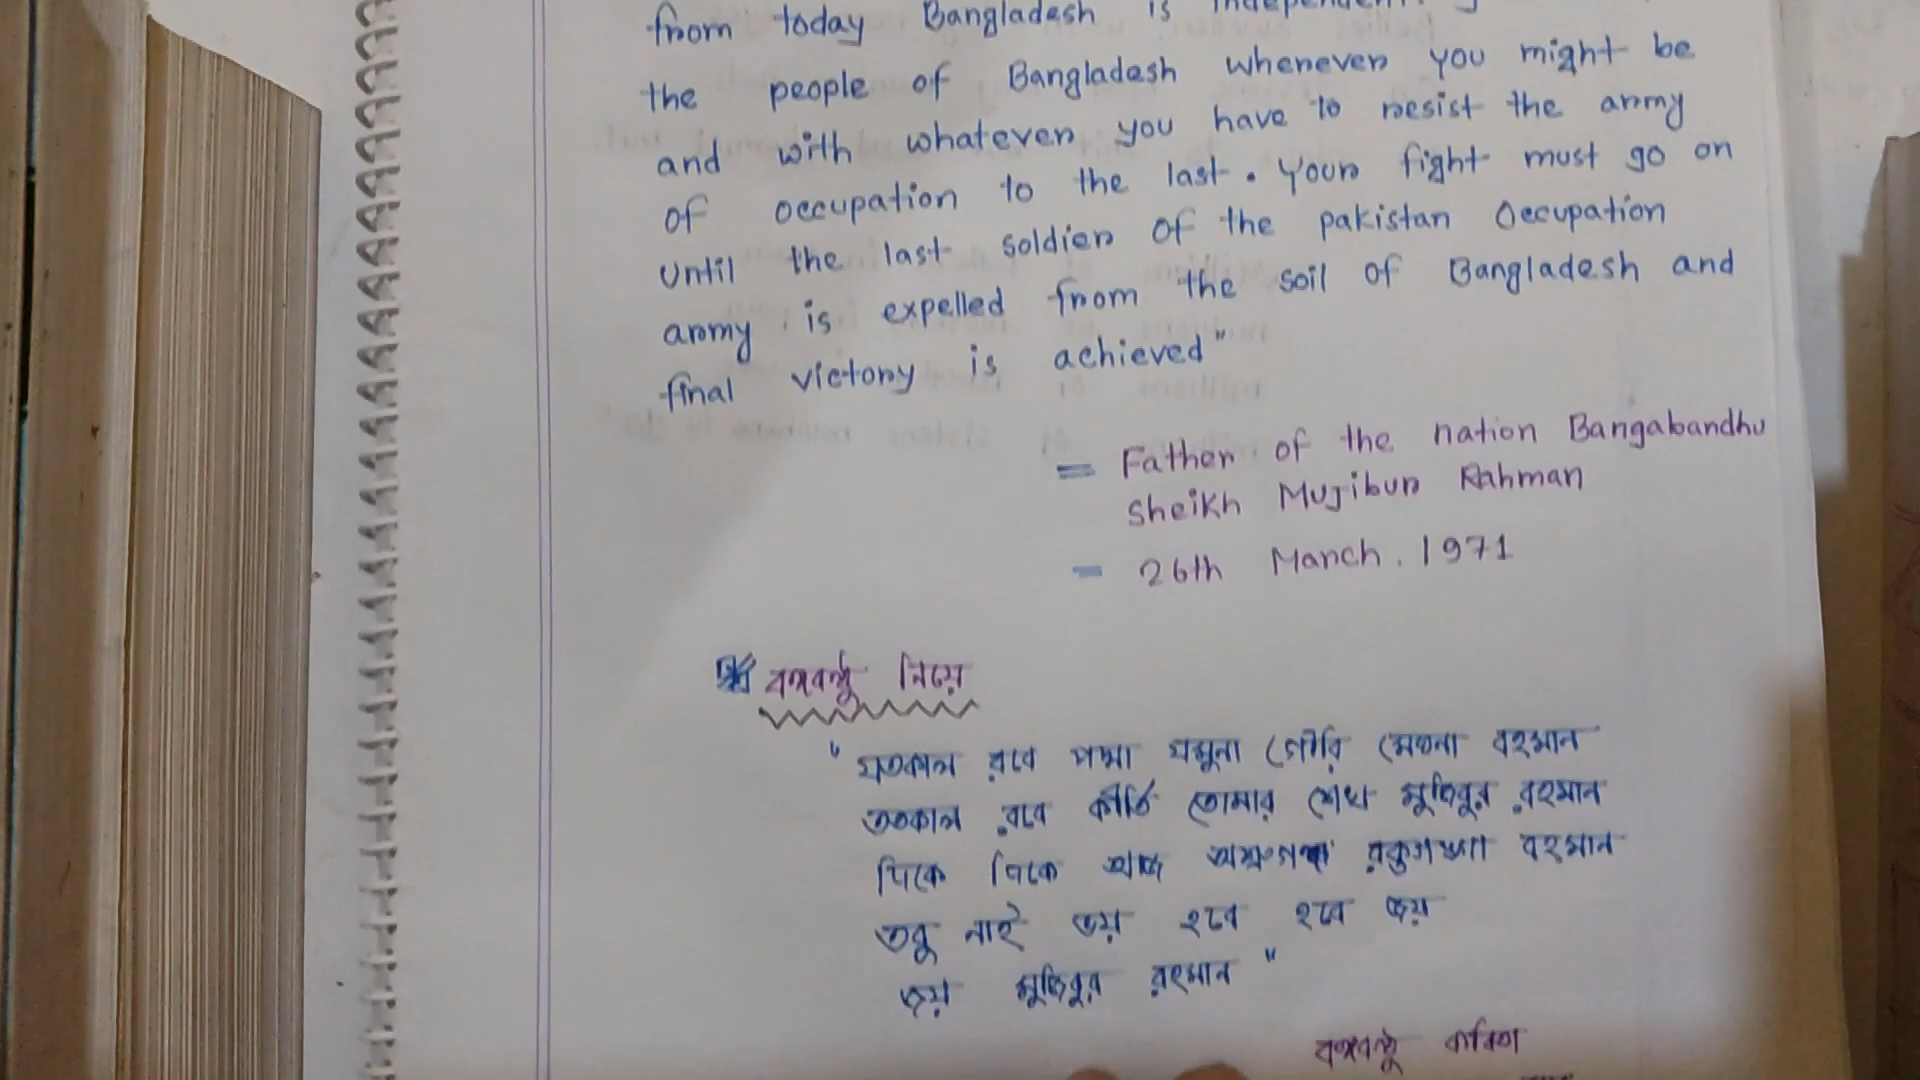 from today Bangladesh is independent.
the people of Bangladesh whenever you might be
and with whatever you have to resist the army
of occupation to the last. Your fight must go on
until the last soldier of the pakistan Occupation
army is expelled from the soil of Bangladesh and
final victory is achieved"
= Father of the nation Bangabandhu
Sheikh Mujibur Rahman
- 26th March. 1971
বঙ্গবন্ধু নিয়ে
" যতকাল রবে পদ্মা যমুনা গৌরি মেঘনা বহমান
ততকাল রবে কীর্তি তোমার শেখ মুজিবুর রহমান
দিকে দিকে আজ অশ্রুগঙ্গা রক্তগঙ্গা বহমান
তবু নাই ভয় হবে হবে জয়
জয় মুজিবুর রহমান "
বঙ্গবন্ধু কবিতা